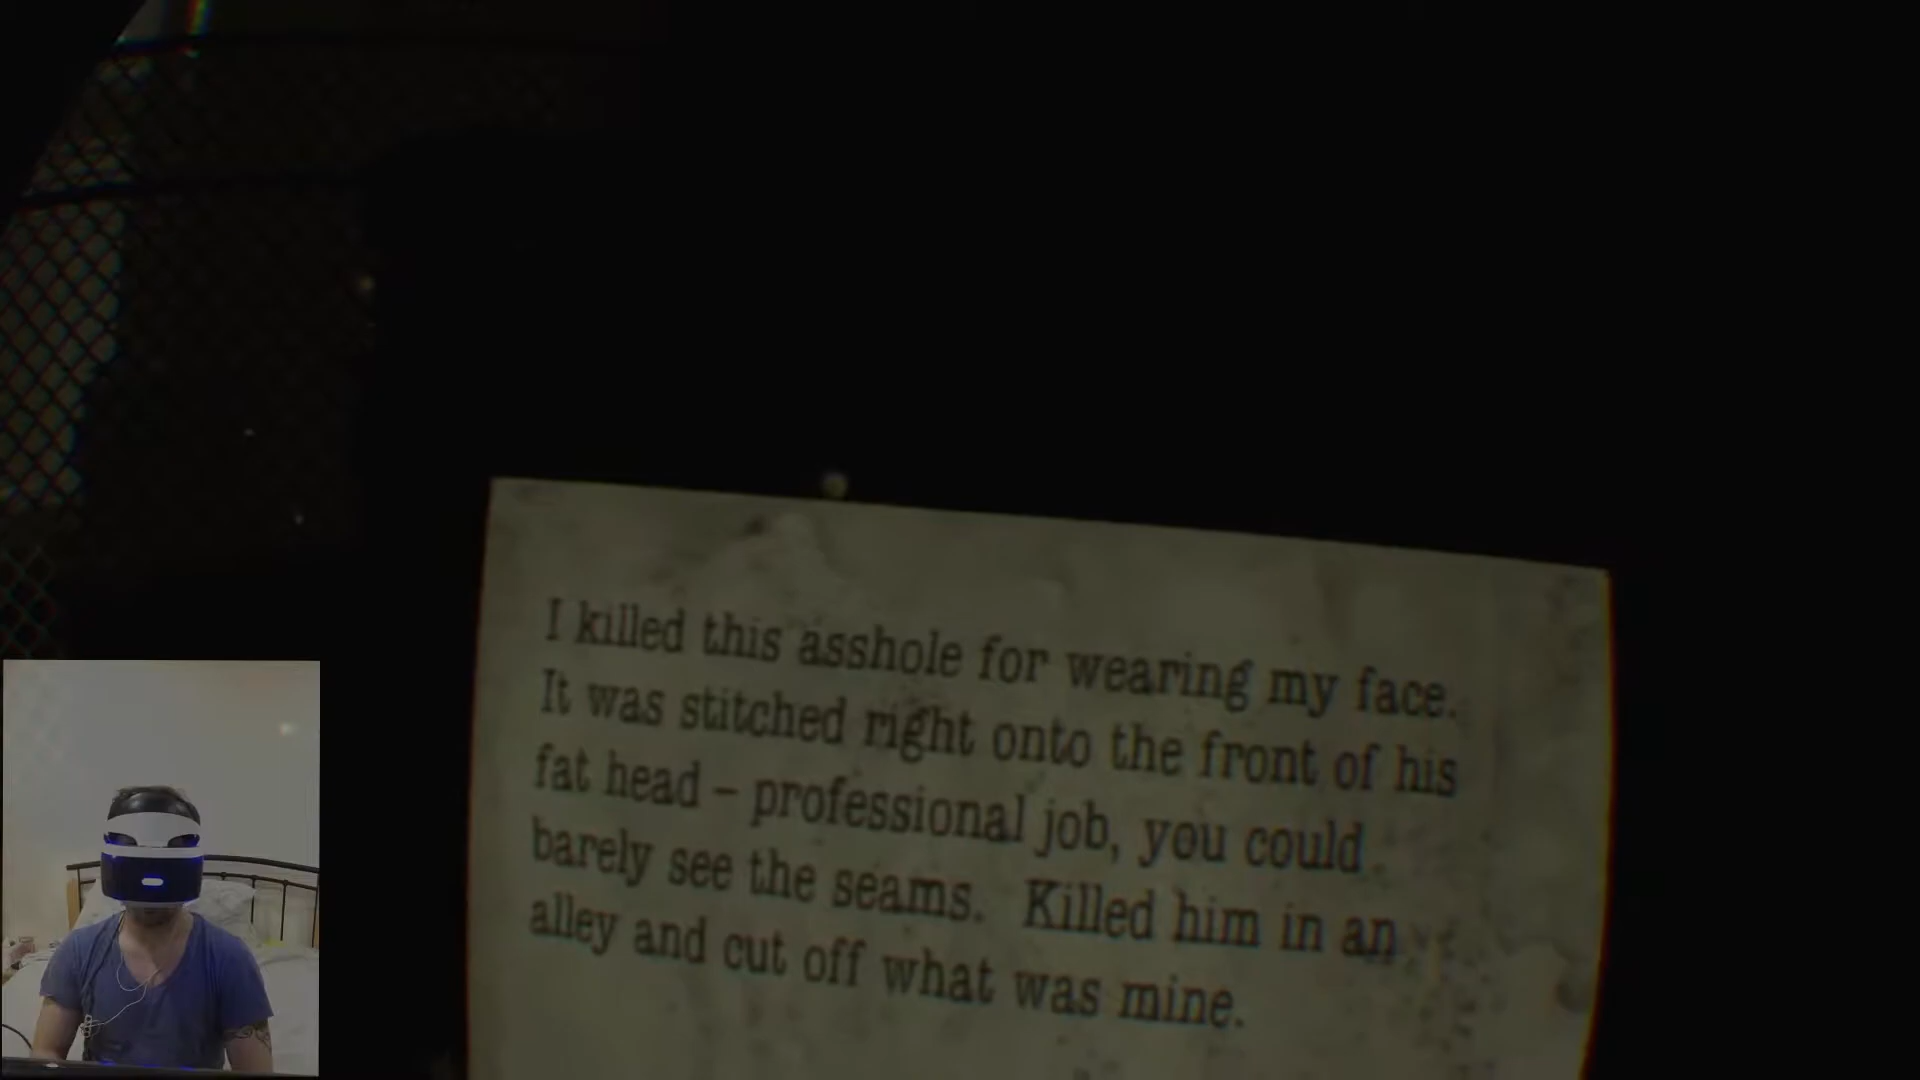 I killed this asshole for wearing my face.
It was stitched right onto the front of his
fat head – professional job, you could
barely see the seams.  Killed him in an
alley and cut off what was mine.